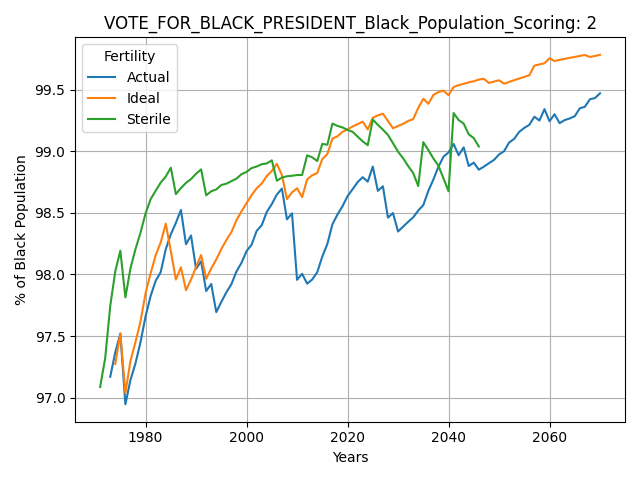 VOTE_FOR_BLACK_PRESIDENT_Black_Population_Scoring: 2
Fertility
Actual
Ideal
Sterile
% of Black Population
99.5
99.0
98.5
98.0
97.5
97.0
1980 2000 2020 2040 2060
Years